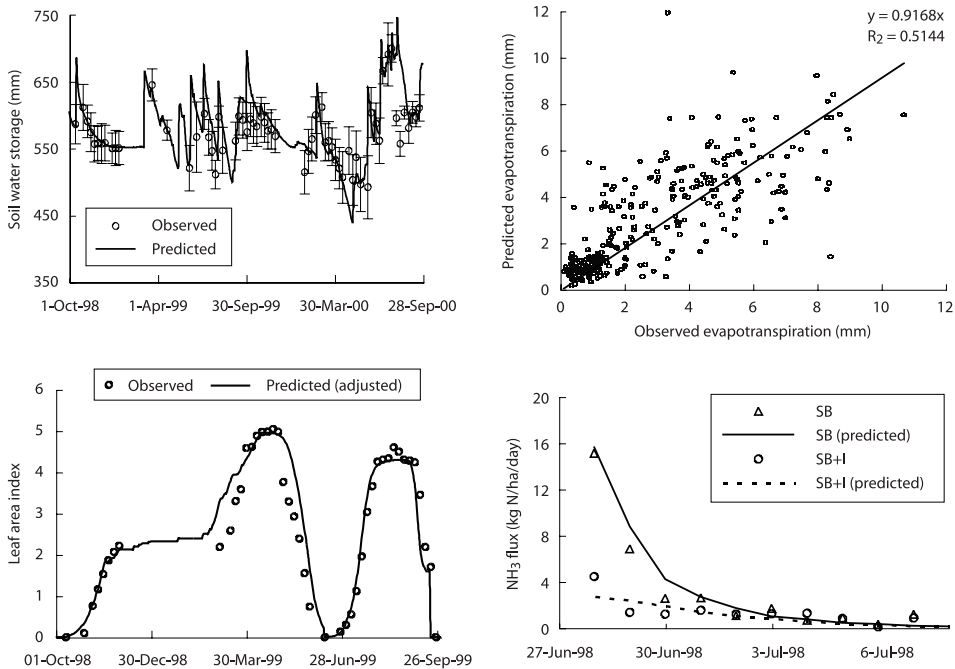 750
650
550
450
350
Soil water storage (mm)
Observed
Predicted
1-Oct-98
1-Apr-99
30-Sep-99
30-Mar-00
28-Sep-00
12
10
8
6
4
2
0
Predicted evapotranspiration (mm)
y = 0.9168x
R2 = 0.5144
0
2
4
6
8
10
12
Observed evapotranspiration (mm)
Observed
Predicted (adjusted)
6
5
4
3
2
1
0
Leaf area index
01-Oct-98
30-Dec-98
30-Mar-99
28-Jun-99
26-Sep-99
20
16
12
8
4
0
NH3 flux (kg N/ha/day)
SB
SB (predicted)
SB+I
SB+I (predicted)
27-Jun-98
30-Jun-98
3-Jul-98
6-Jul-98